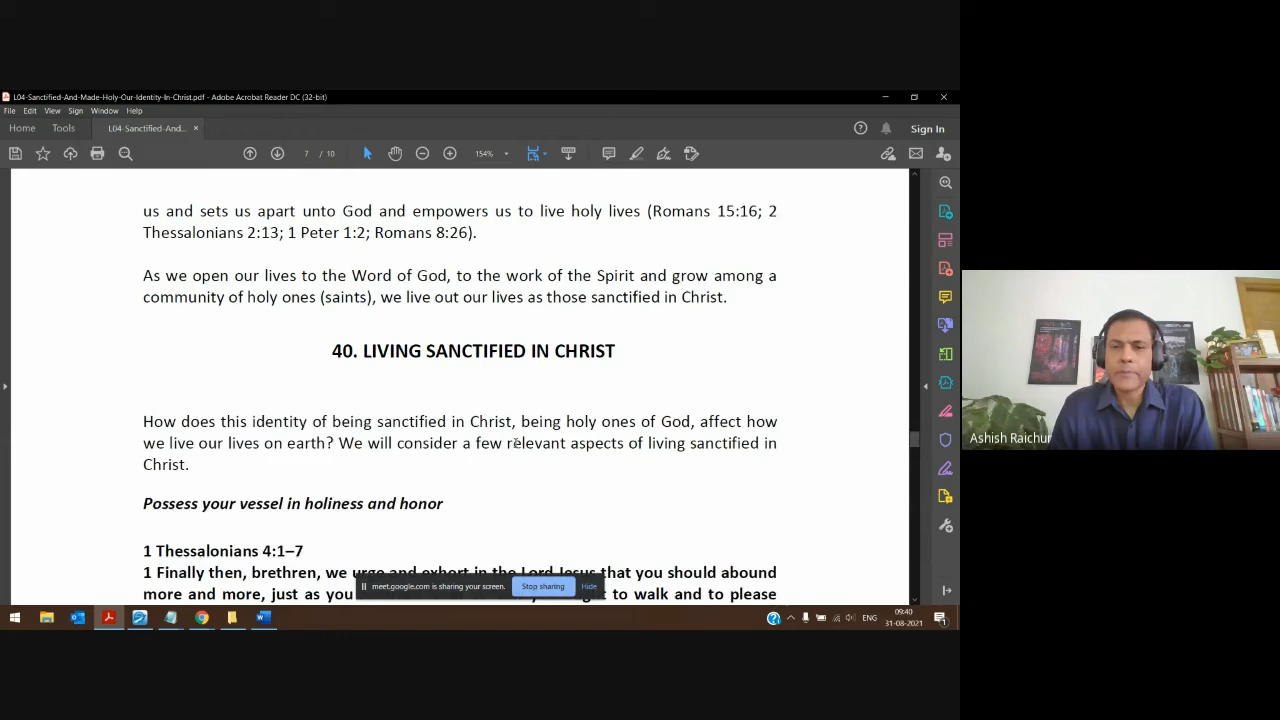 L04-Sanctified-And-Made-Holy-Our-Identity-In-Christ.pdf - Adobe Acrobat Reader DC (32-bit)
File Edit View Sign Window Help
Home Tools L04-Sanctified-And... × Sign In
7 / 10 154%
us and sets us apart unto God and empowers us to live holy lives (Romans 15:16; 2
Thessalonians 2:13; 1 Peter 1:2; Romans 8:26).
As we open our lives to the Word of God, to the work of the Spirit and grow among a
community of holy ones (saints), we live out our lives as those sanctified in Christ.
40. LIVING SANCTIFIED IN CHRIST
How does this identity of being sanctified in Christ, being holy ones of God, affect how
we live our lives on earth? We will consider a few relevant aspects of living sanctified in
Christ.
Possess your vessel in holiness and honor
1 Thessalonians 4:1–7
1 Finally then, brethren, we urge and exhort in the Lord Jesus that you should abound
more and more, just as you to walk and to please
meet.google.com is sharing your screen. Stop sharing Hide
Ashish Raichur
ENG
09:40
31-08-2021